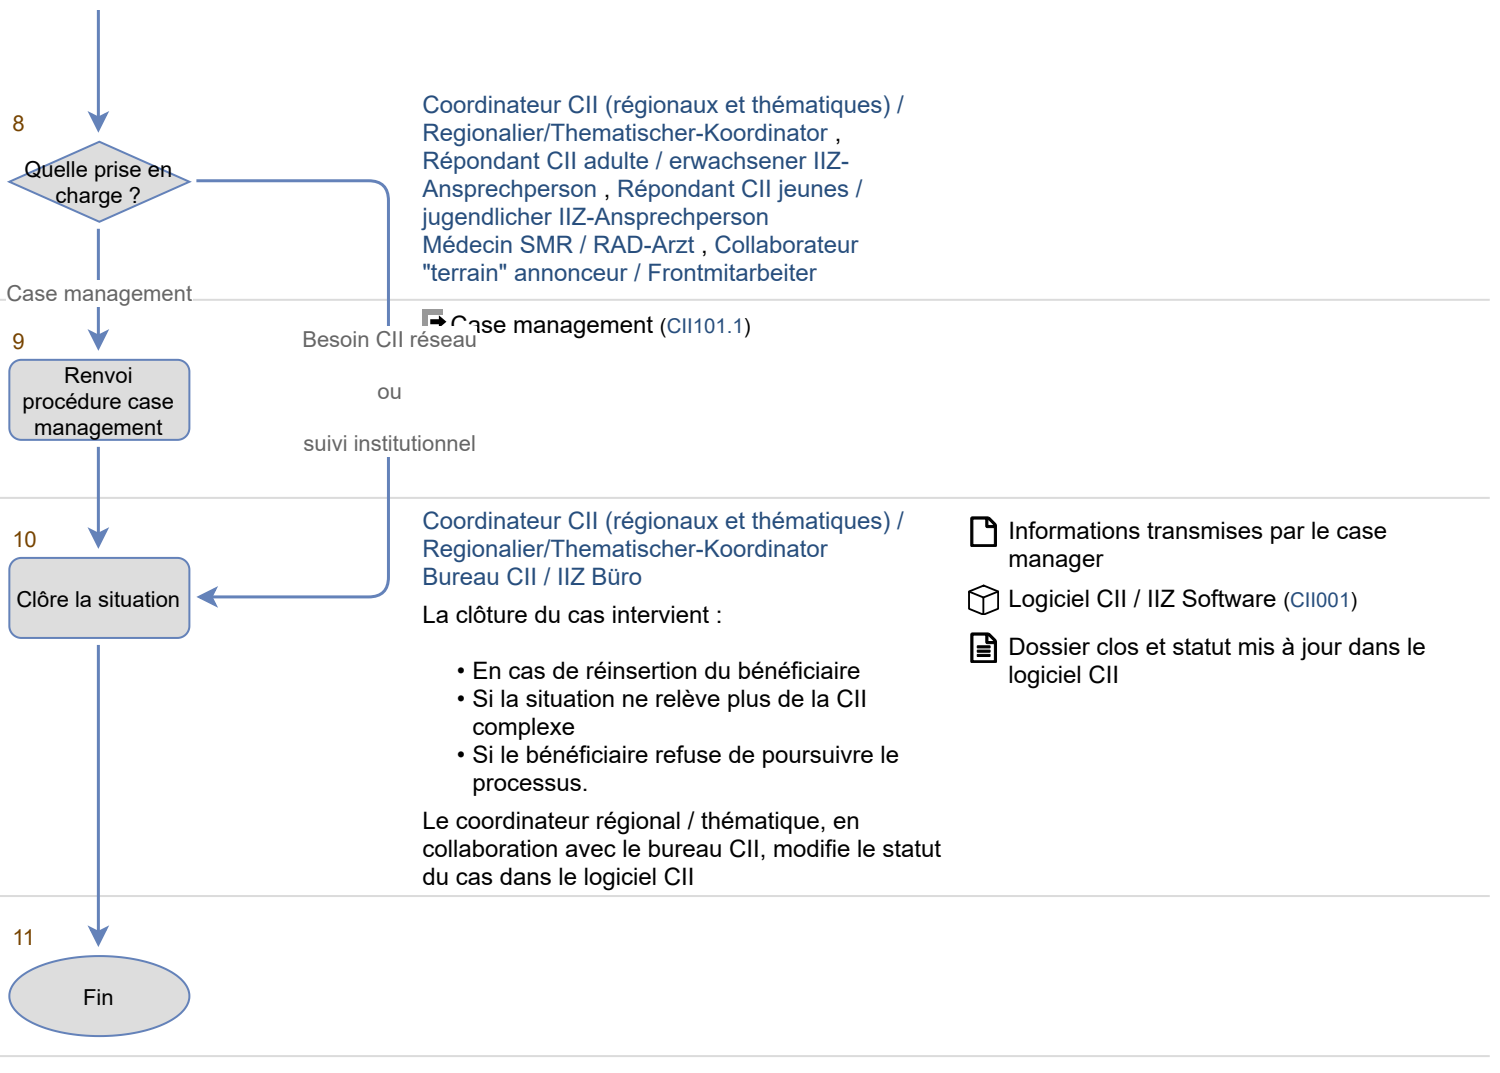 8
Quelle prise en
charge ?
Coordinateur CII (régionaux et thématiques) /
Regionalier/Thematischer-Koordinator ,
Répondant CII adulte / erwachsener IIZ-
Ansprechperson , Répondant CII jeunes /
jugendlicher IIZ-Ansprechperson
Médecin SMR / RAD-Arzt , Collaborateur
"terrain" annonceur / Frontmitarbeiter
Case management
9
Renvoi
procédure case
management
Case management (CII101.1)
Besoin CII réseau
ou
suivi institutionnel
10
Clôre la situation
Coordinateur CII (régionaux et thématiques) /
Regionalier/Thematischer-Koordinator
Bureau CII / IIZ Büro
La clôture du cas intervient :
• En cas de réinsertion du bénéficiaire
• Si la situation ne relève plus de la CII
complexe
• Si le bénéficiaire refuse de poursuivre le
processus.
Le coordinateur régional / thématique, en
collaboration avec le bureau CII, modifie le statut
du cas dans le logiciel CII
Informations transmises par le case
manager
Logiciel CII / IIZ Software (CII001)
Dossier clos et statut mis à jour dans le
logiciel CII
11
Fin